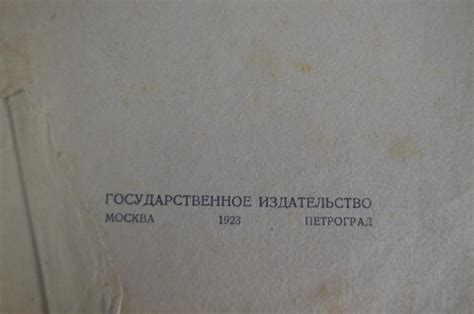 ГОСУДАРСТВЕННОЕ ИЗДАТЕЛЬСТВО
МОСКВА 1923 ПЕТРОГРАД